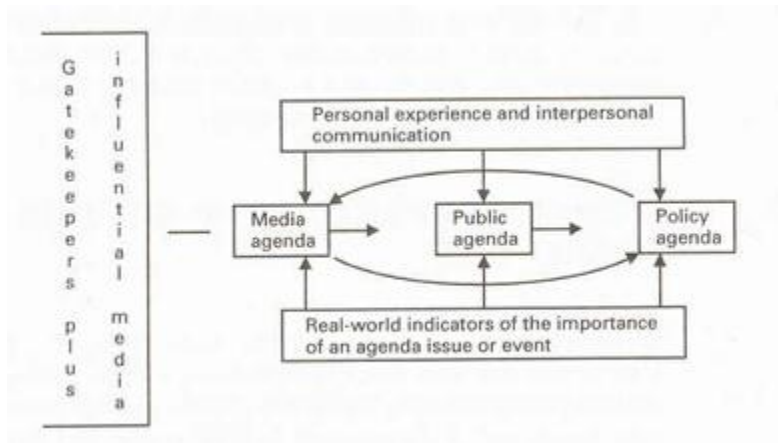 Gatekeepers plus
influential media
Personal experience and interpersonal
communication
Media
agenda
Public
agenda
Policy
agenda
Real-world indicators of the importance
of an agenda issue or event